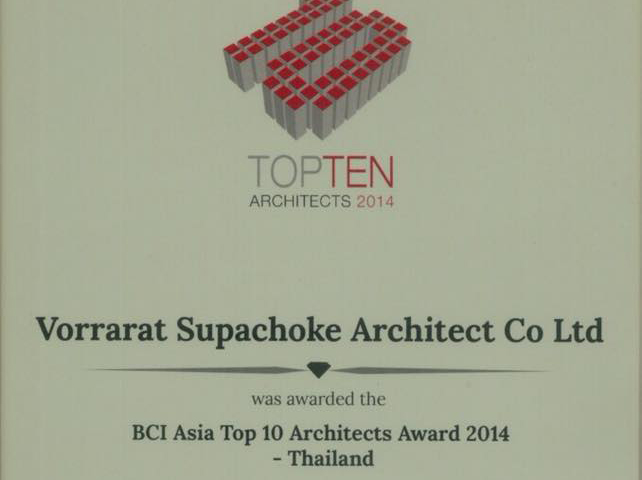 TOPTEN
ARCHITECTS 2014
Vorrarat Supachoke Architect Co Ltd
was awarded the
BCI Asia Top 10 Architects Award 2014
- Thailand